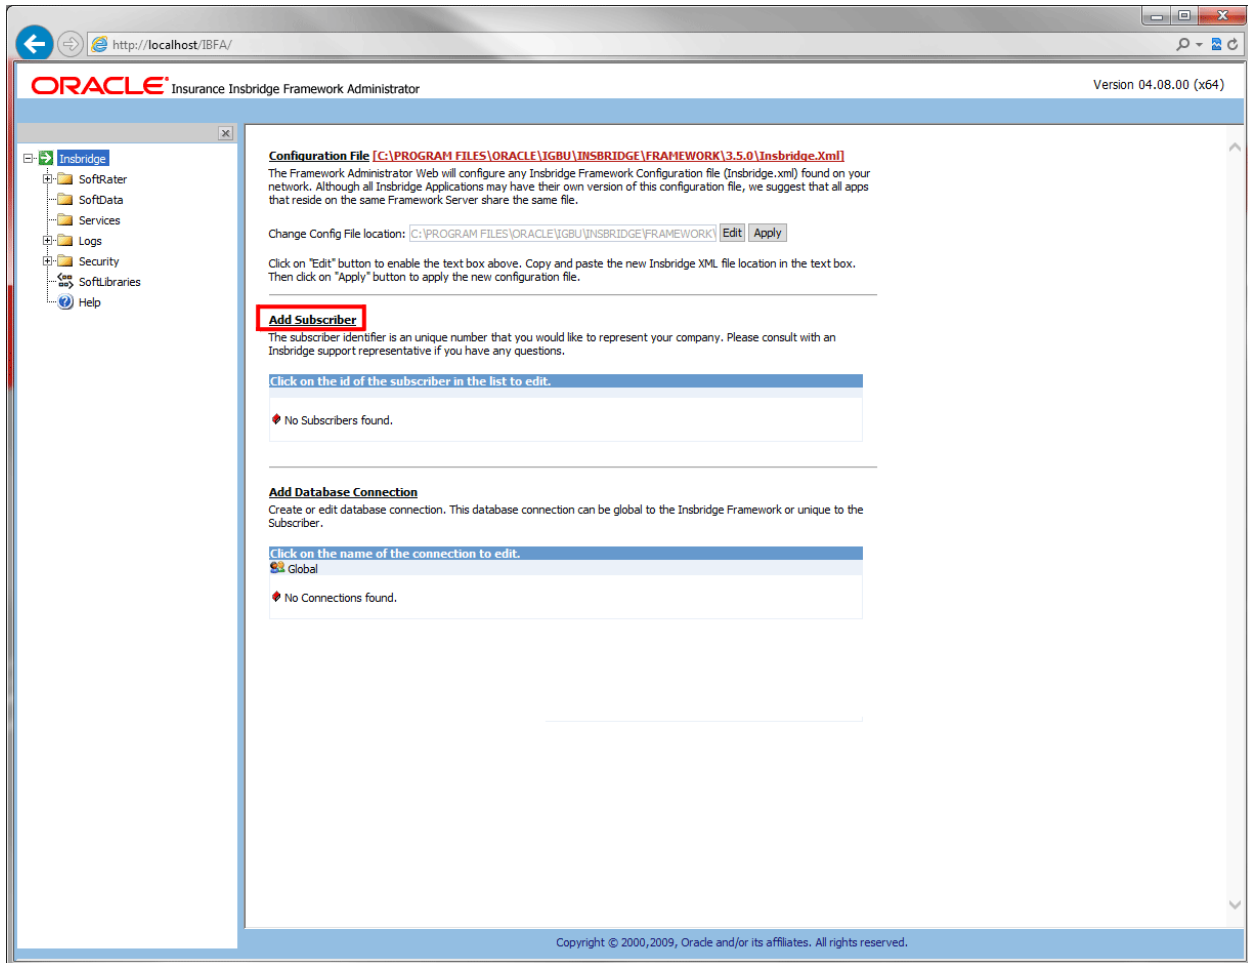 http://localhost/IBFA/
ORACLE Insurance Insbridge Framework Administrator
Version 04.08.00 (x64)
Insbridge
SoftRater
SoftData
Services
Logs
Security
SoftLibraries
Help
Configuration File [C:\PROGRAM FILES\ORACLE\IGBU\INSBRIDGE\FRAMEWORK\3.5.0\Insbridge.Xml]
The Framework Administrator Web will configure any Insbridge Framework Configuration file (Insbridge.xml) found on your
network. Although all Insbridge Applications may have their own version of this configuration file, we suggest that all apps
that reside on the same Framework Server share the same file.
Change Config File location: C:\PROGRAM FILES\ORACLE\IGBU\INSBRIDGE\FRAMEWORK\ Edit Apply
Click on "Edit" button to enable the text box above. Copy and paste the new Insbridge XML file location in the text box.
Then click on "Apply" button to apply the new configuration file.
Add Subscriber
The subscriber identifier is an unique number that you would like to represent your company. Please consult with an
Insbridge support representative if you have any questions.
Click on the id of the subscriber in the list to edit.
No Subscribers found.
Add Database Connection
Create or edit database connection. This database connection can be global to the Insbridge Framework or unique to the
Subscriber.
Click on the name of the connection to edit.
Global
No Connections found.
Copyright © 2000,2009, Oracle and/or its affiliates. All rights reserved.